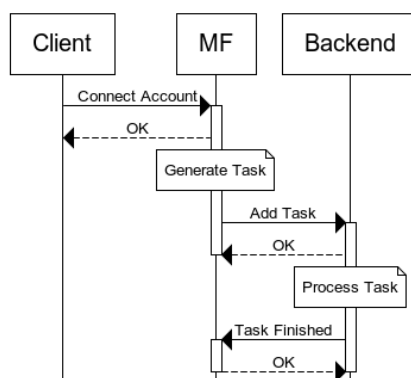 Client
MF
Backend
Connect Account
OK
Generate Task
Add Task
OK
Process Task
Task Finished
OK